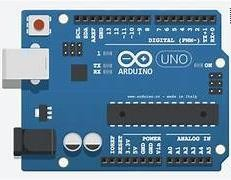 SCL
SDA
AREF
GND
13
12
~11
~10
~9
8
7
~6
~5
4
~3
2
TX→1
RX←0
DIGITAL (PWM~)
L
TX
RX
ARDUINO
UNO
ON
www.arduino.cc
made in Italy
IOREF
RESET
3.3V
5V
GND
GND
Vin
POWER
ANALOG IN
A0
A1
A2
A3
A4
A5